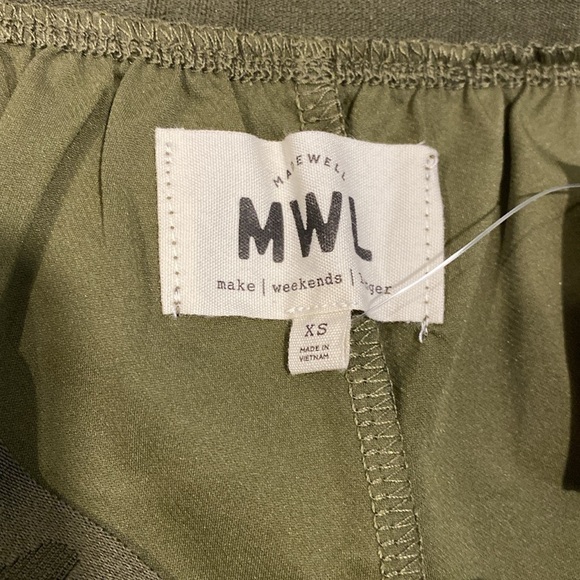 MADEWELL
MWL
make | weekends | longer
XS
MADE IN
VIETNAM